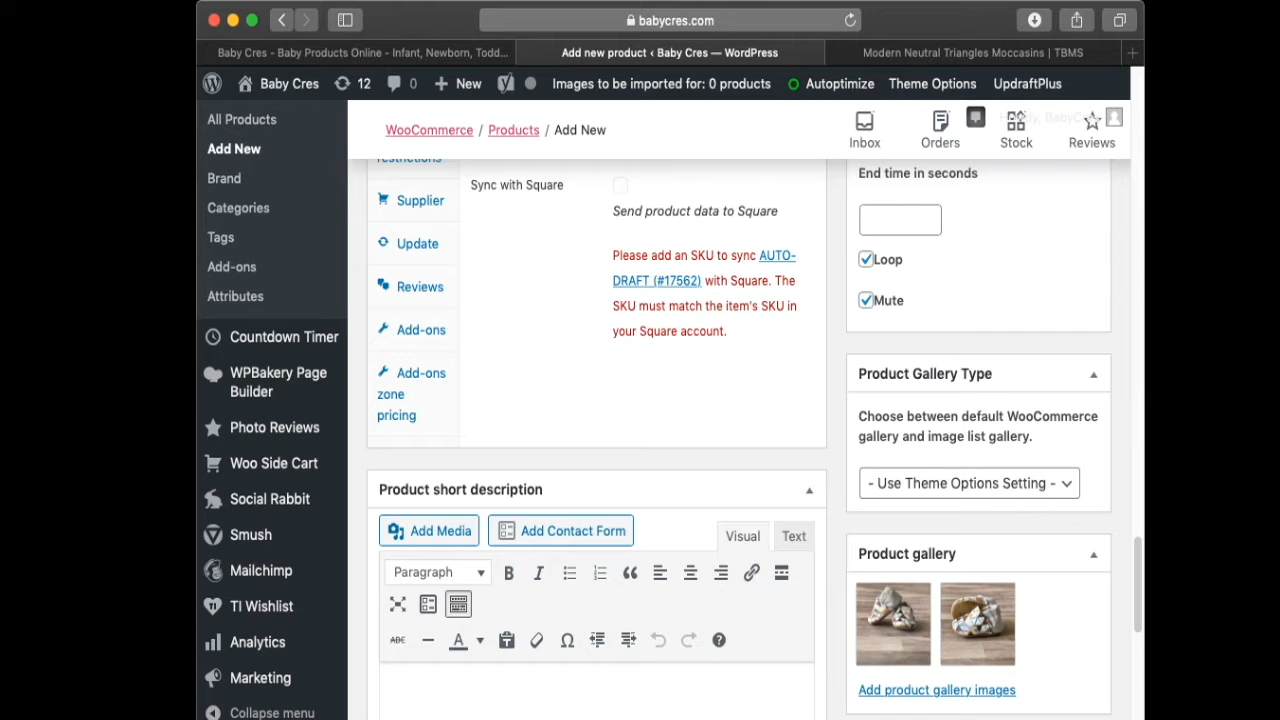 babycres.com
Baby Cres - Baby Products Online - Infant, Newborn, Todd...
Add new product ‹ Baby Cres — WordPress
Modern Neutral Triangles Moccasins | TBMS
Baby Cres
12
0
New
Images to be imported for: 0 products
Autoptimize
Theme Options
UpdraftPlus
All Products
Add New
Brand
Categories
Tags
Add-ons
Attributes
Countdown Timer
WPBakery Page
Builder
Photo Reviews
Woo Side Cart
Social Rabbit
Smush
Mailchimp
TI Wishlist
Analytics
Marketing
Collapse menu
WooCommerce / Products / Add New
Inbox
Orders
Stock
Reviews
restrictions
Supplier
Update
Reviews
Add-ons
Add-ons
zone
pricing
Sync with Square
Send product data to Square
Please add an SKU to sync AUTO-
DRAFT (#17562) with Square. The
SKU must match the item's SKU in
your Square account.
Product short description
Add Media
Add Contact Form
Visual
Text
Paragraph
B
I
ABC
A
End time in seconds
Loop
Mute
Product Gallery Type
Choose between default WooCommerce
gallery and image list gallery.
- Use Theme Options Setting -
Product gallery
Add product gallery images